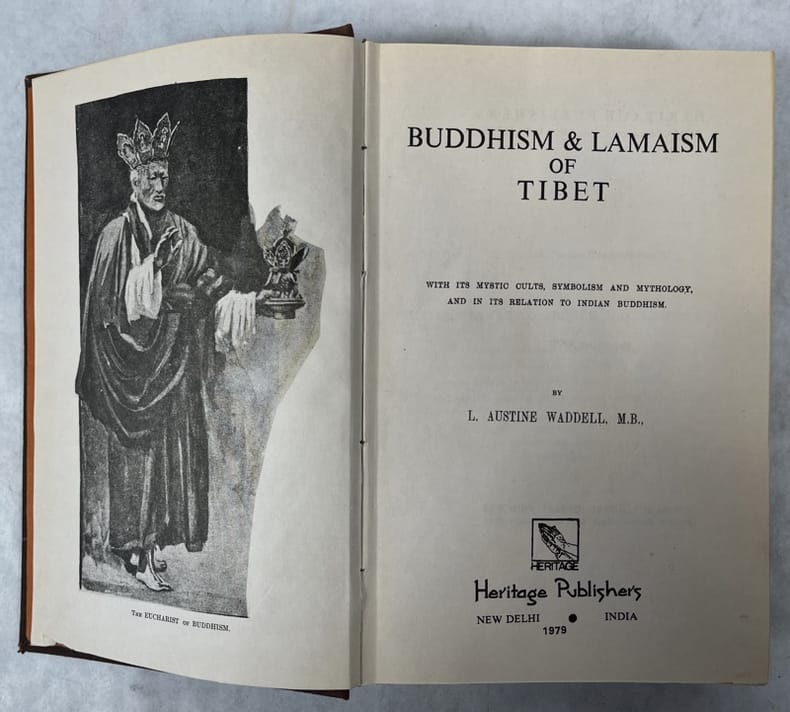 THE EUCHARIST OF BUDDHISM.
BUDDHISM & LAMAISM
OF
TIBET
WITH ITS MYSTIC CULTS, SYMBOLISM AND MYTHOLOGY,
AND IN ITS RELATION TO INDIAN BUDDHISM.
BY
L. AUSTINE WADDELL, M.B.,
HERITAGE
Heritage Publishers
NEW DELHI ● INDIA
1979